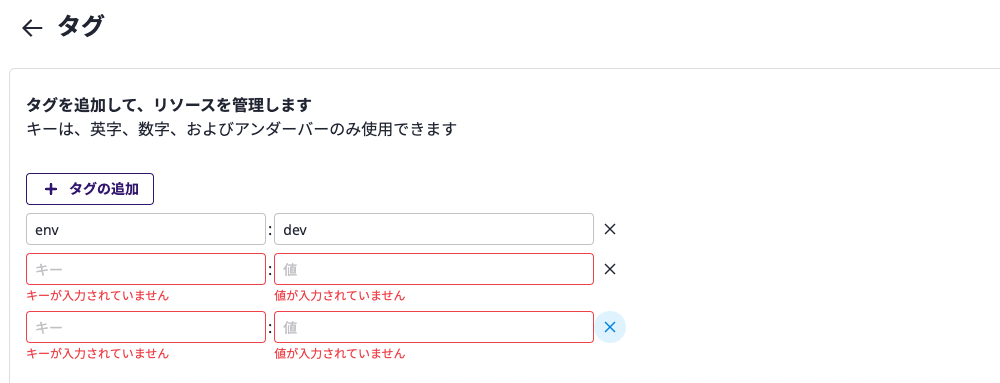 ← タグ
タグを追加して、リソースを管理します
キーは、英字、数字、およびアンダーバーのみ使用できます
+ タグの追加
env : dev ×
キー : 値 ×
キーが入力されていません 値が入力されていません
キー : 値 ×
キーが入力されていません 値が入力されていません